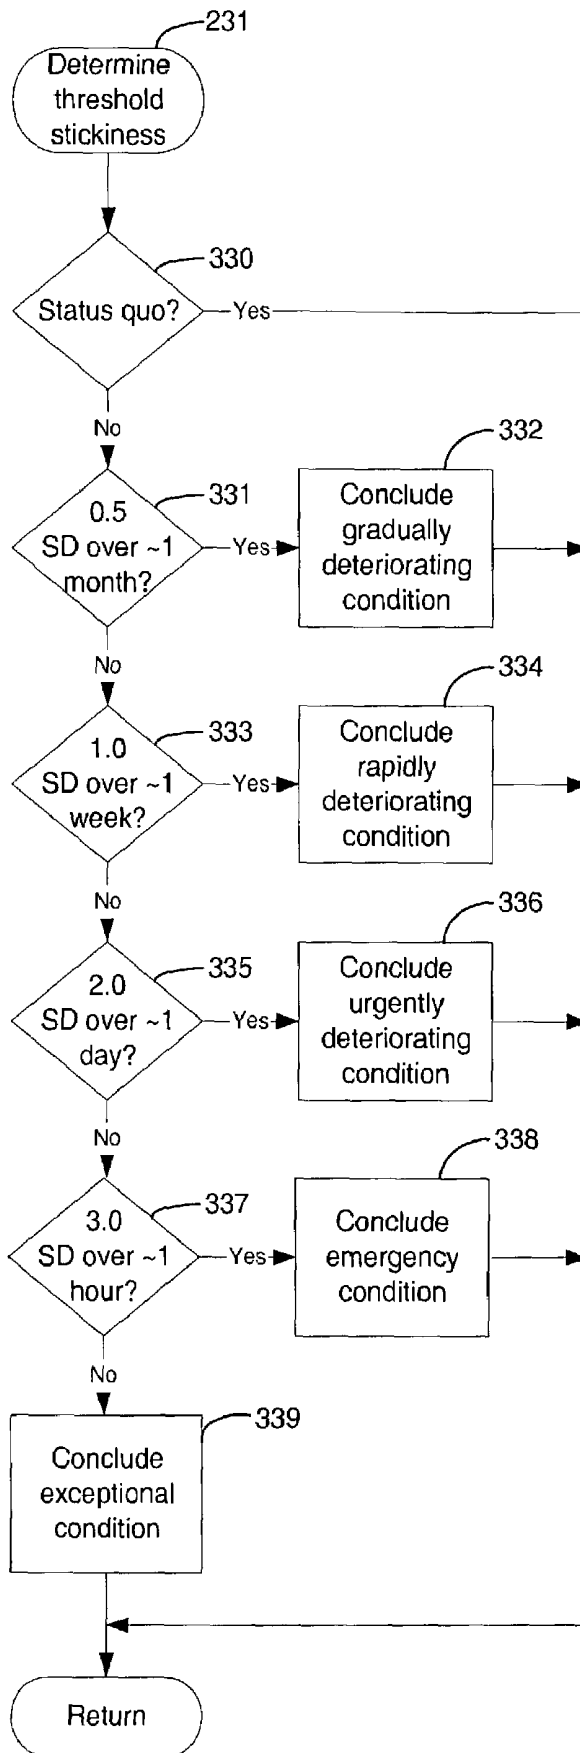 231
Determine
threshold
stickiness
330
Status quo?
Yes
No
332
331
0.5
SD over ~1
month?
Yes
Conclude
gradually
deteriorating
condition
No
334
333
1.0
SD over ~1
week?
Yes
Conclude
rapidly
deteriorating
condition
No
336
335
2.0
SD over ~1
day?
Yes
Conclude
urgently
deteriorating
condition
No
338
337
3.0
SD over ~1
hour?
Yes
Conclude
emergency
condition
No
339
Conclude
exceptional
condition
Return